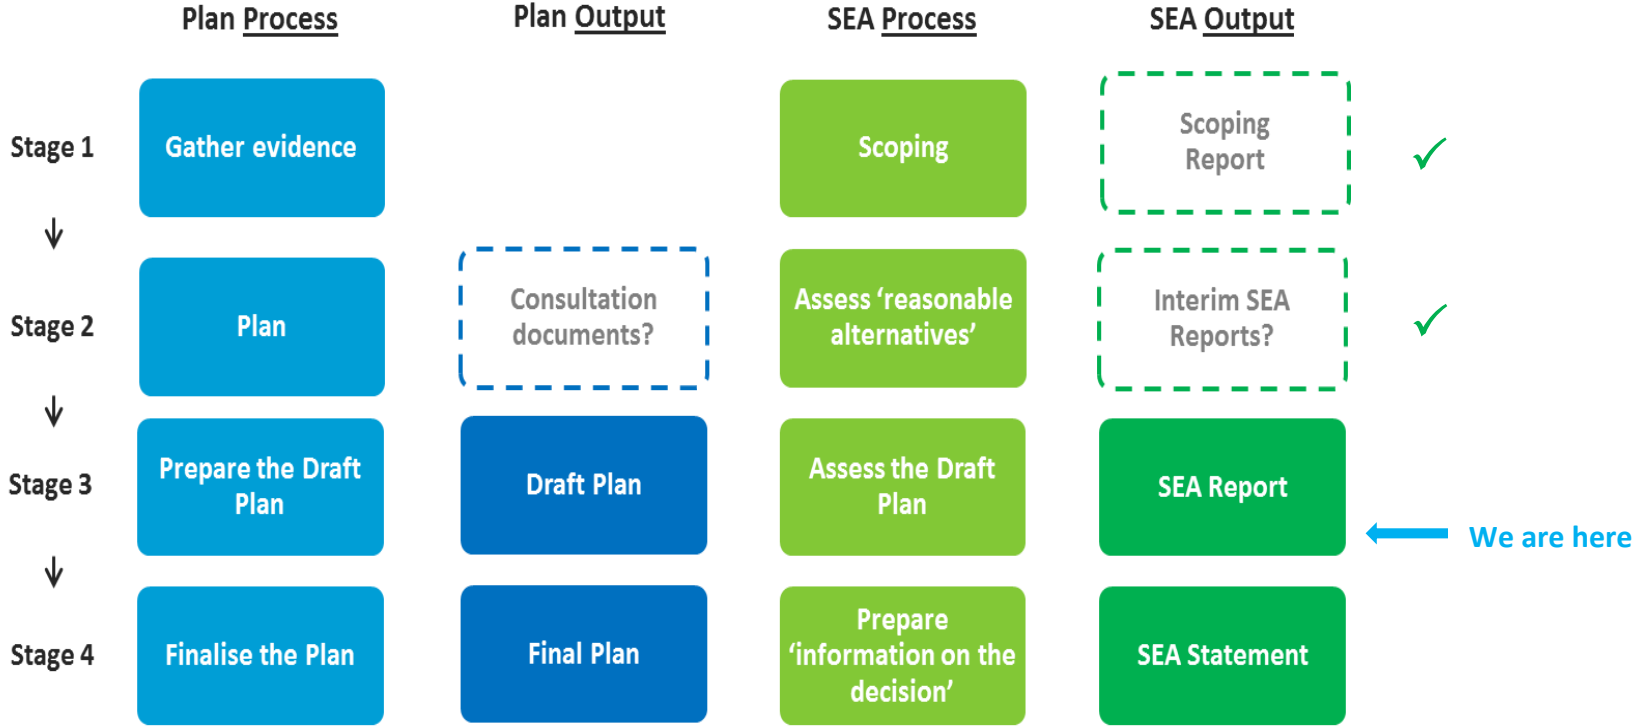 Plan Process
Plan Output
SEA Process
SEA Output
Stage 1
Gather evidence
Scoping
Scoping
Report
Stage 2
Plan
Consultation
documents?
Assess ‘reasonable
alternatives’
Interim SEA
Reports?
Stage 3
Prepare the Draft
Plan
Draft Plan
Assess the Draft
Plan
SEA Report
We are here
Stage 4
Finalise the Plan
Final Plan
Prepare
‘information on the
decision’
SEA Statement